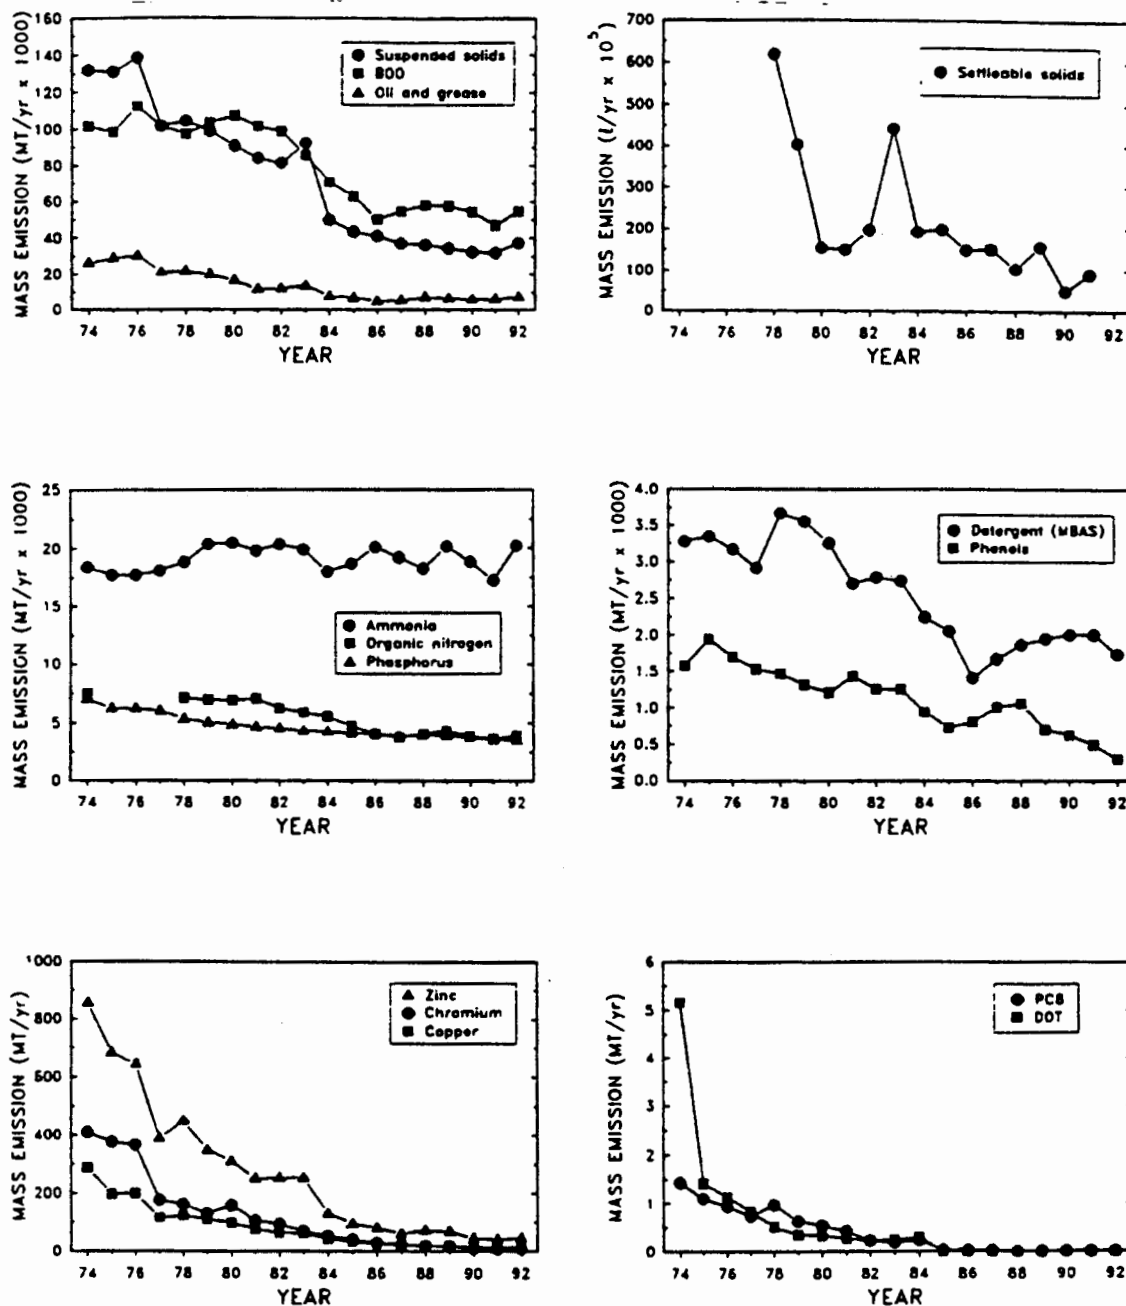 MASS EMISSION (MT/yr x 1000)
160
140
120
100
80
60
40
20
0
Suspended solids
BOD
Oil and grease
74 76 78 80 82 84 86 88 90 92
YEAR
MASS EMISSION (l/yr x 10⁵)
700
600
500
400
300
200
100
0
Settleable solids
74 76 78 80 82 84 86 88 90 92
YEAR
MASS EMISSION (MT/yr x 1000)
25
20
15
10
5
0
Ammonia
Organic nitrogen
Phosphorus
74 76 78 80 82 84 86 88 90 92
YEAR
MASS EMISSION (MT/yr x 1000)
4.0
3.5
3.0
2.5
2.0
1.5
1.0
0.5
0.0
Detergent (MBAS)
Phenols
74 76 78 80 82 84 86 88 90 92
YEAR
MASS EMISSION (MT/yr)
1000
800
600
400
200
0
Zinc
Chromium
Copper
74 76 78 80 82 84 86 88 90 92
YEAR
MASS EMISSION (MT/yr)
6
5
4
3
2
1
0
PCB
DDT
74 76 78 80 82 84 86 88 90 92
YEAR